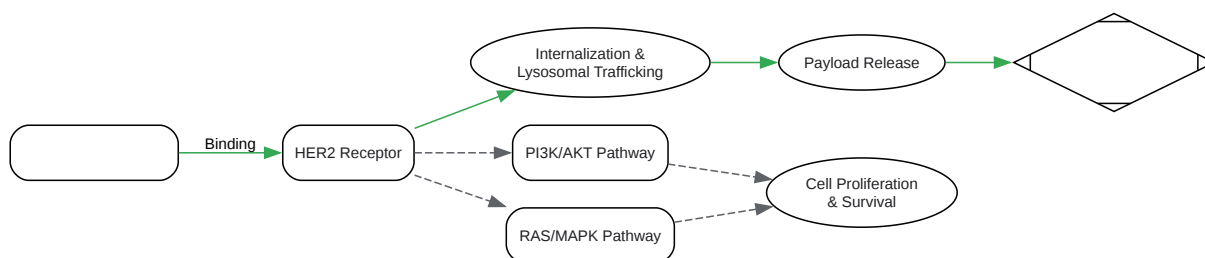 Internalization &
Lysosomal Trafficking
Payload Release
Binding
HER2 Receptor
PI3K/AKT Pathway
Cell Proliferation
& Survival
RAS/MAPK Pathway